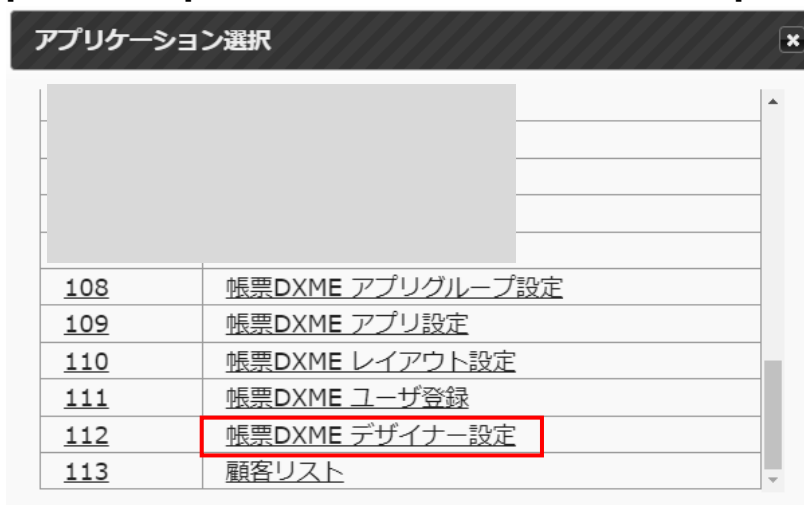 アプリケーション選択
108 帳票DXME アプリグループ設定
109 帳票DXME アプリ設定
110 帳票DXME レイアウト設定
111 帳票DXME ユーザ登録
112 帳票DXME デザイナー設定
113 顧客リスト